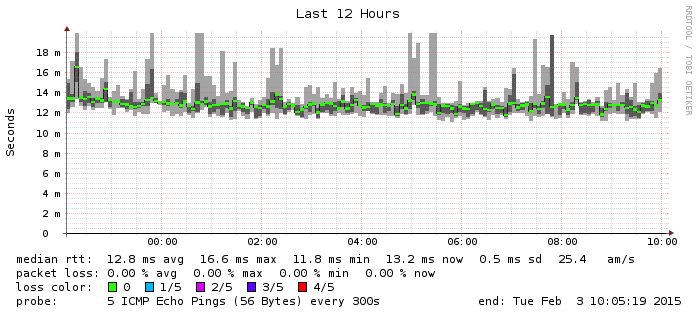 Last 12 Hours
RRDTOOL / TOBI OETIKER
Seconds
18 m
16 m
14 m
12 m
10 m
8 m
6 m
4 m
2 m
0
00:00 02:00 04:00 06:00 08:00 10:00
median rtt: 12.8 ms avg 16.6 ms max 11.8 ms min 13.2 ms now 0.5 ms sd 25.4 am/s
packet loss: 0.00 % avg 0.00 % max 0.00 % min 0.00 % now
loss color: 0 1/5 2/5 3/5 4/5
probe: 5 ICMP Echo Pings (56 Bytes) every 300s end: Tue Feb 3 10:05:19 2015